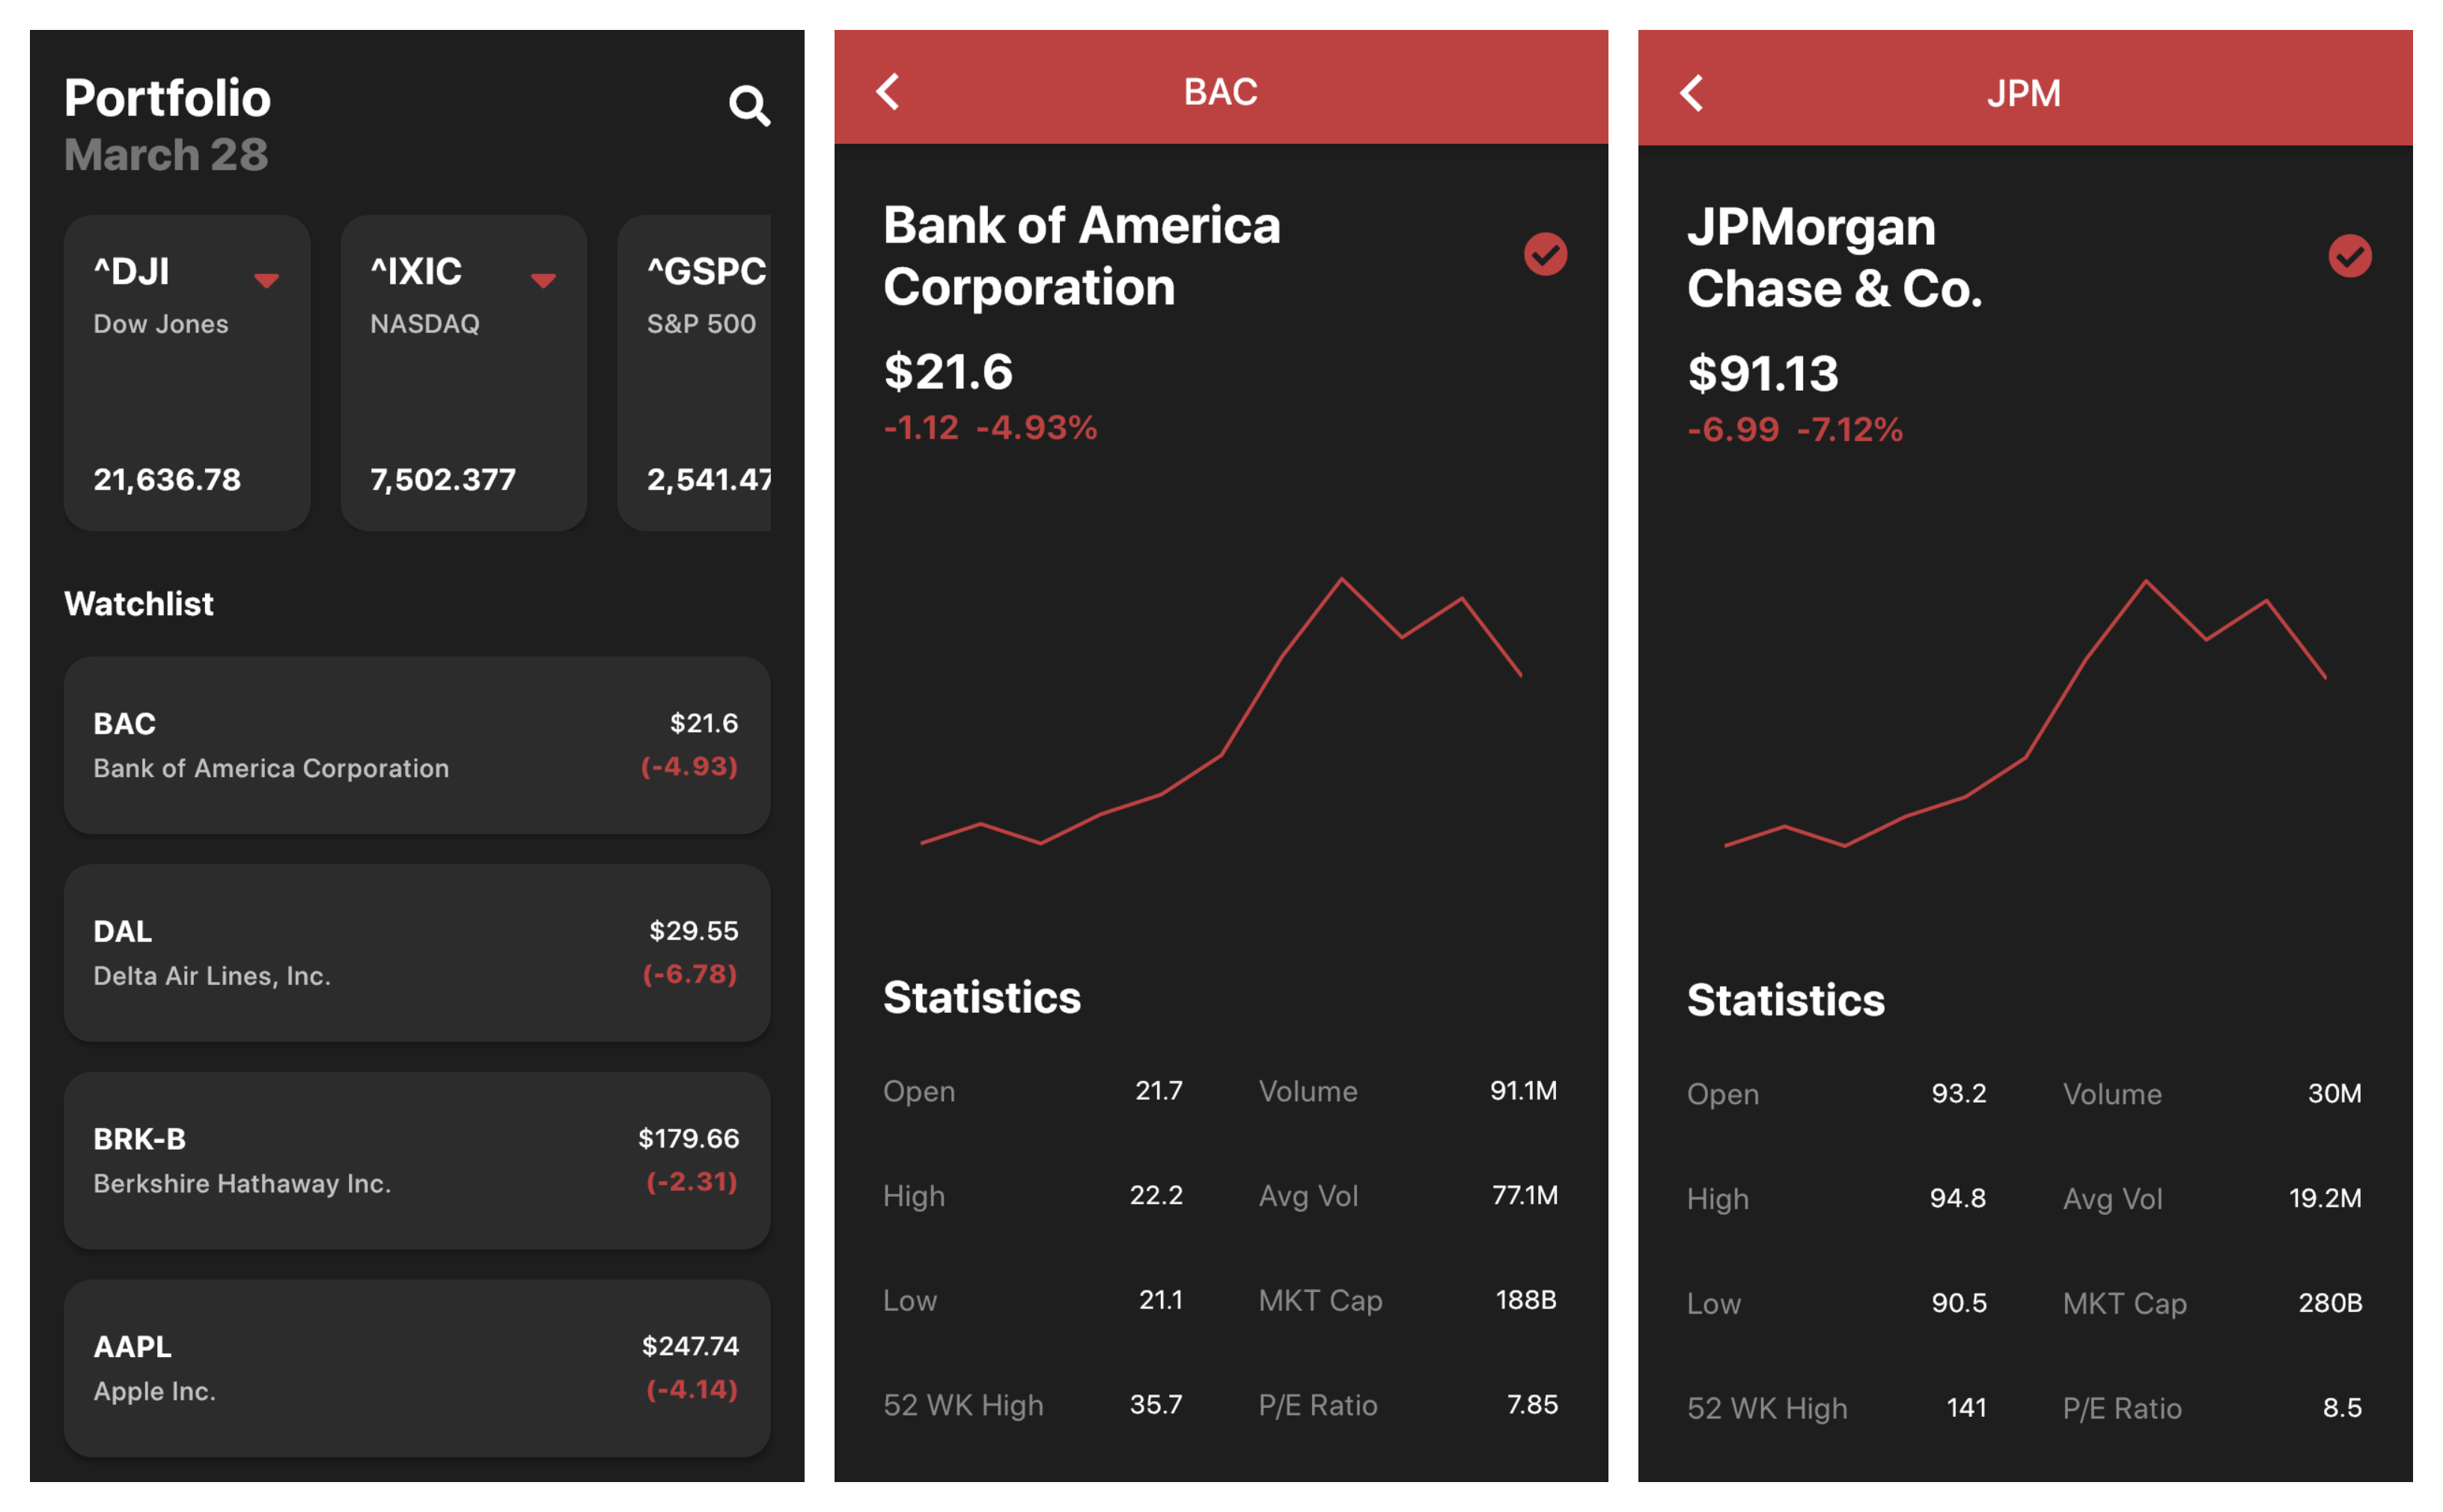 Portfolio
March 28
^DJI
Dow Jones
21,636.78
^IXIC
NASDAQ
7,502.377
^GSPC
S&P 500
2,541.47
Watchlist
BAC $21.6
Bank of America Corporation (-4.93)
DAL $29.55
Delta Air Lines, Inc. (-6.78)
BRK-B $179.66
Berkshire Hathaway Inc. (-2.31)
AAPL $247.74
Apple Inc. (-4.14)
BAC
Bank of America
Corporation
$21.6
-1.12 -4.93%
Statistics
Open 21.7 Volume 91.1M
High 22.2 Avg Vol 77.1M
Low 21.1 MKT Cap 188B
52 WK High 35.7 P/E Ratio 7.85
JPM
JPMorgan
Chase & Co.
$91.13
-6.99 -7.12%
Statistics
Open 93.2 Volume 30M
High 94.8 Avg Vol 19.2M
Low 90.5 MKT Cap 280B
52 WK High 141 P/E Ratio 8.5